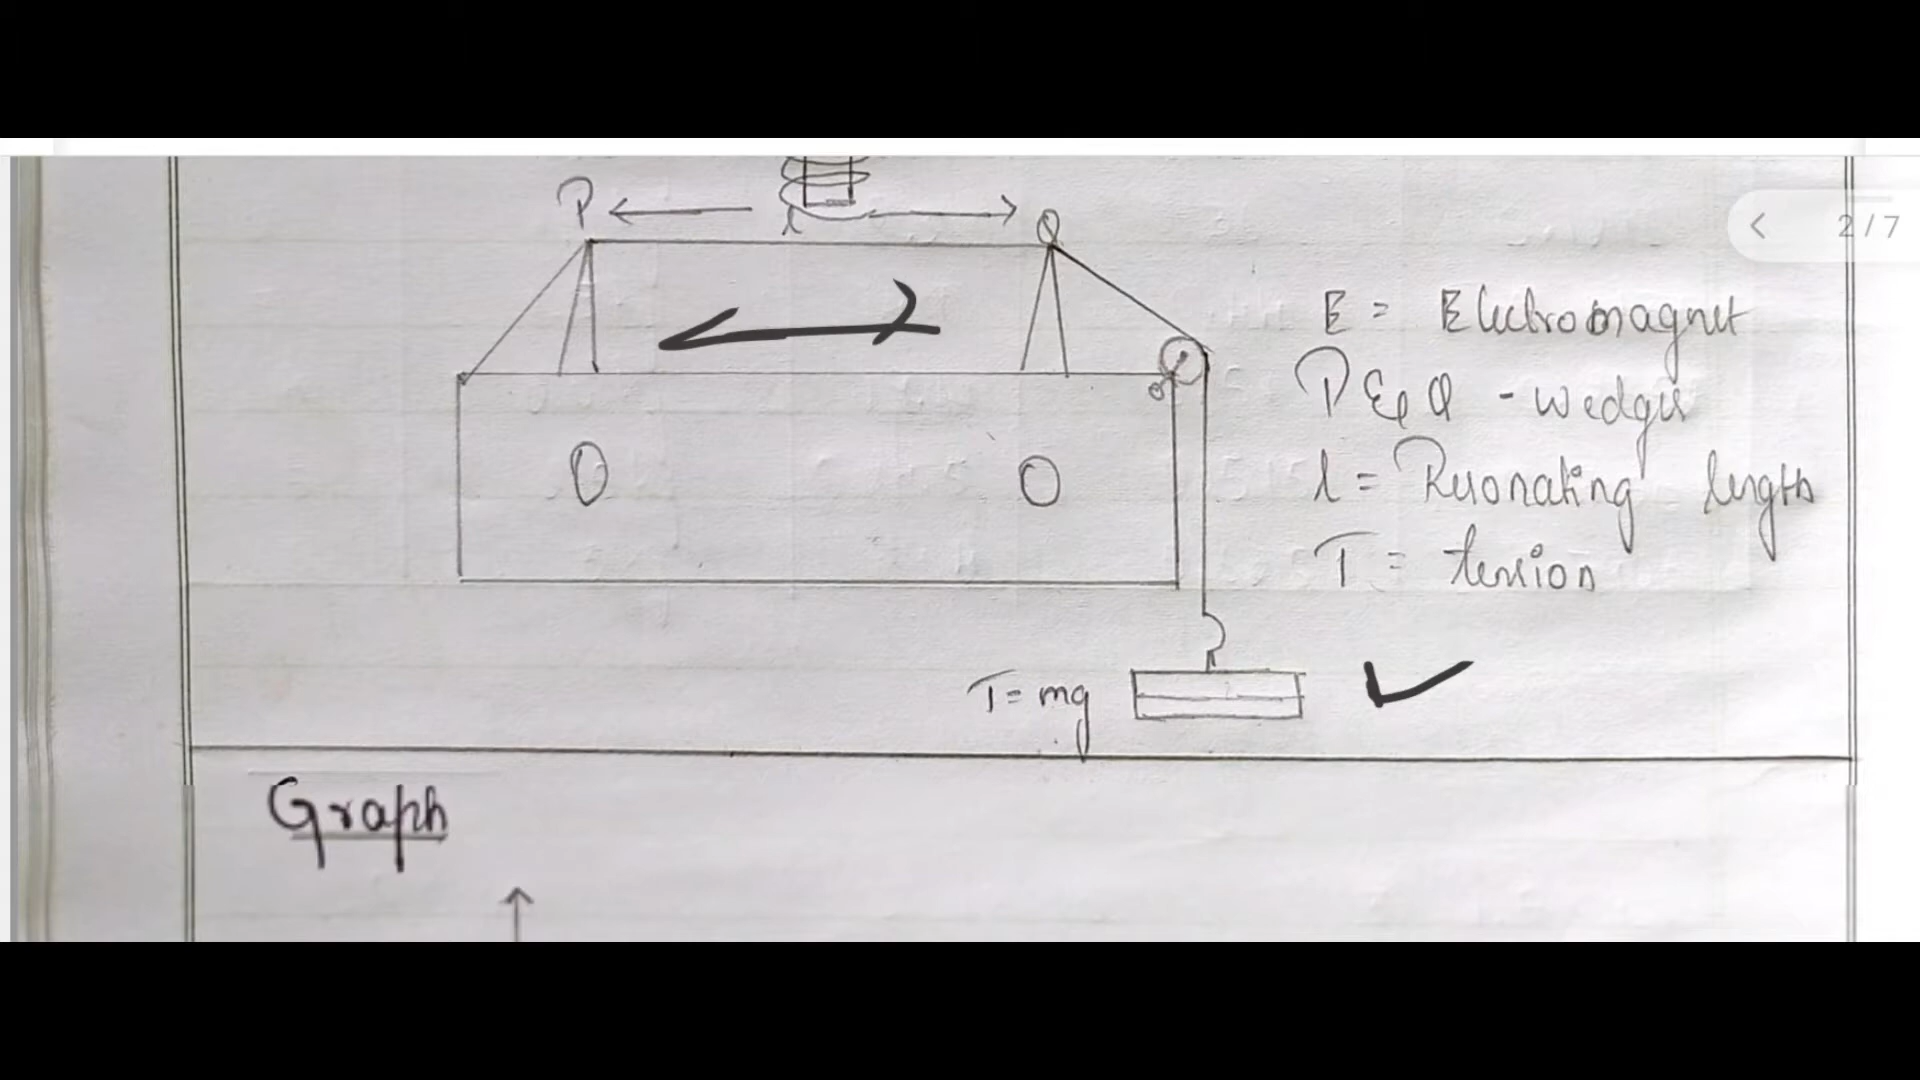 P
l
Q
2/7
E = Electromagnet
P & Q - wedges
l = Resonating length
T = tension
T = mg
Graph